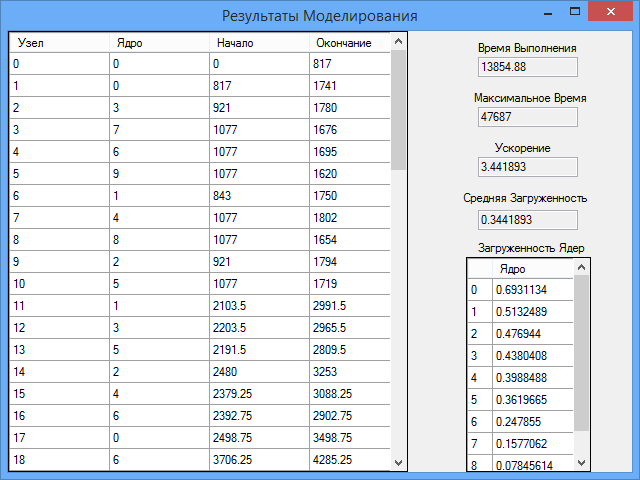 Результаты Моделирования
Узел Ядро Начало Окончание
0 0 0 817
1 0 817 1741
2 3 921 1780
3 7 1077 1676
4 6 1077 1695
5 9 1077 1620
6 1 843 1750
7 4 1077 1802
8 8 1077 1654
9 2 921 1794
10 5 1077 1719
11 1 2103.5 2991.5
12 3 2203.5 2965.5
13 5 2191.5 2809.5
14 2 2480 3253
15 4 2379.25 3088.25
16 6 2392.75 2902.75
17 0 2498.75 3498.75
18 6 3706.25 4285.25
Время Выполнения
13854.88
Максимальное Время
47687
Ускорение
3.441893
Средняя Загруженность
0.3441893
Загруженность Ядер
Ядро
0 0.6931134
1 0.5132489
2 0.476944
3 0.4380408
4 0.3988488
5 0.3619665
6 0.247855
7 0.1577062
8 0.07845614